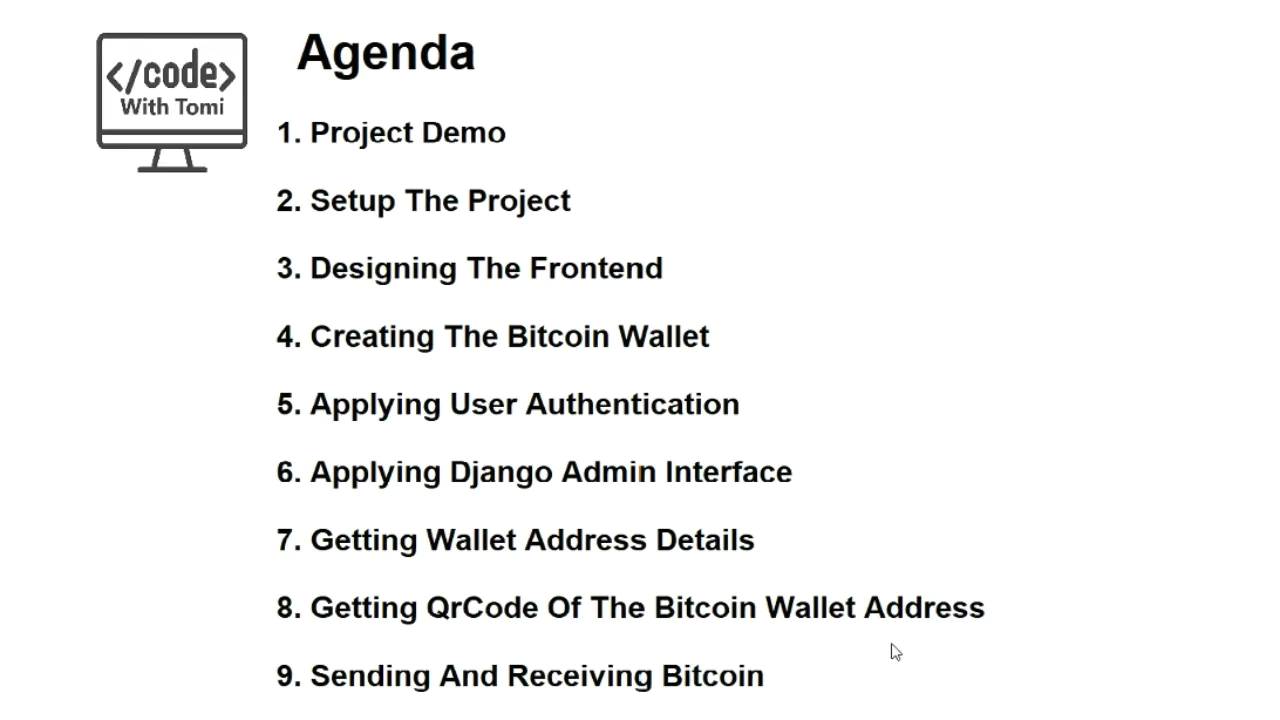 </code>
With Tomi
Agenda
1. Project Demo
2. Setup The Project
3. Designing The Frontend
4. Creating The Bitcoin Wallet
5. Applying User Authentication
6. Applying Django Admin Interface
7. Getting Wallet Address Details
8. Getting QrCode Of The Bitcoin Wallet Address
9. Sending And Receiving Bitcoin